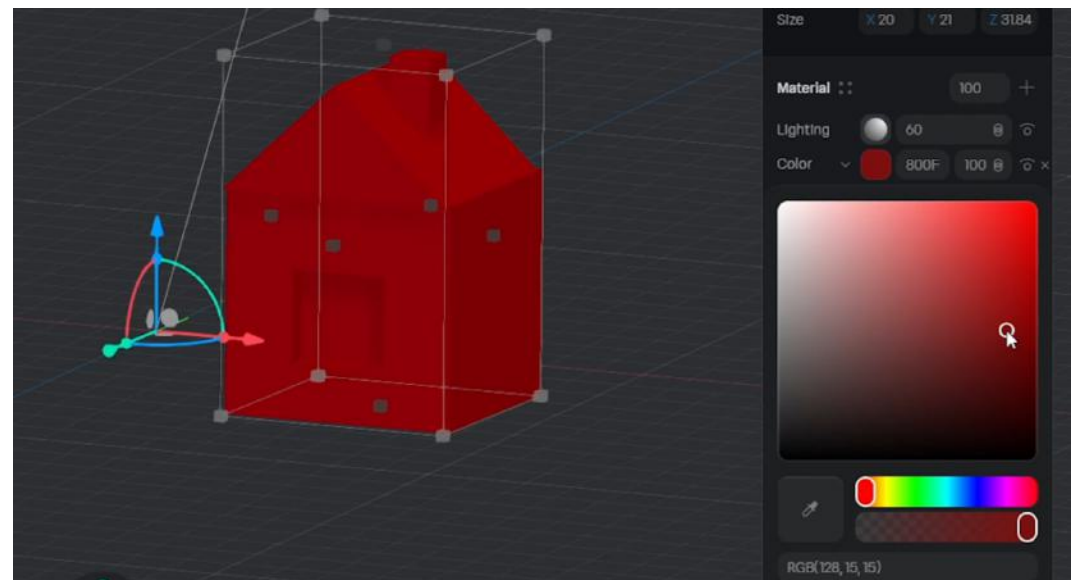 Size X 20 Y 21 Z 31.84
Material 100
Lighting 60
Color 800F 100
RGB(128, 15, 15)